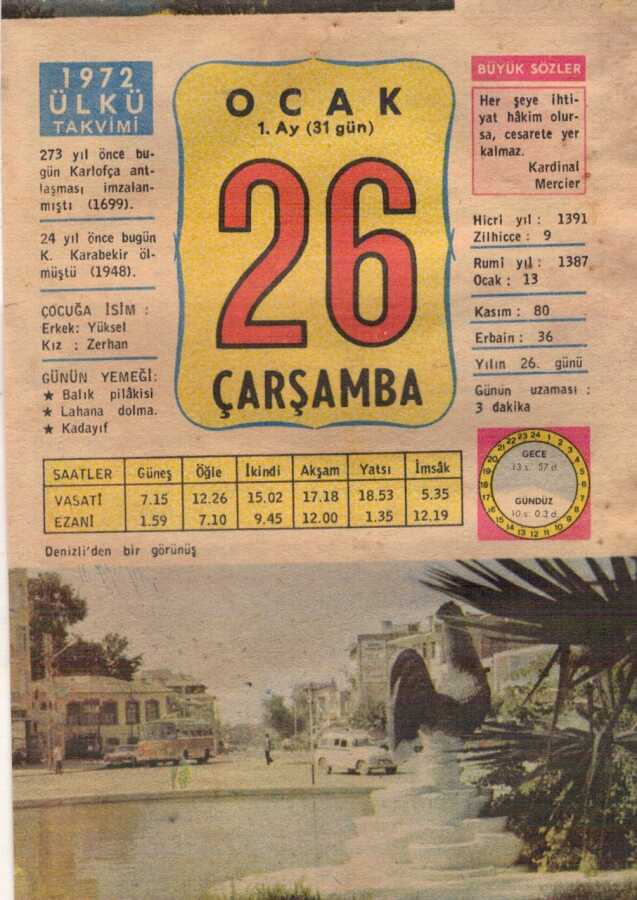 1972
ÜLKÜ
TAKVİMİ
273 yıl önce bu-
gün Karlofça ant-
laşması imzalan-
mıştı (1699).
24 yıl önce bugün
K. Karabekir öl-
müştü (1948).
ÇOCUĞA İSİM :
Erkek: Yüksel
Kız : Zerhan
GÜNÜN YEMEĞİ:
★ Balık pilâkisi
★ Lahana dolma.
★ Kadayıf
OCAK
1. Ay (31 gün)
26
ÇARŞAMBA
BÜYÜK SÖZLER
Her şeye ihti-
yat hâkim olur-
sa, cesarete yer
kalmaz.
Kardinal
Mercier
Hicri yıl : 1391
Zilhicce : 9
Rumi yıl : 1387
Ocak : 13
Kasım : 80
Erbain : 36
Yılın 26. günü
Günün uzaması :
3 dakika
SAATLER Güneş Öğle İkindi Akşam Yatsı İmsâk
VASATİ 7.15 12.26 15.02 17.18 18.53 5.35
EZANİ 1.59 7.10 9.45 12.00 1.35 12.19
GECE
13 s. 57 d.
GÜNDÜZ
10 s. 03 d.
Denizli'den bir görünüş